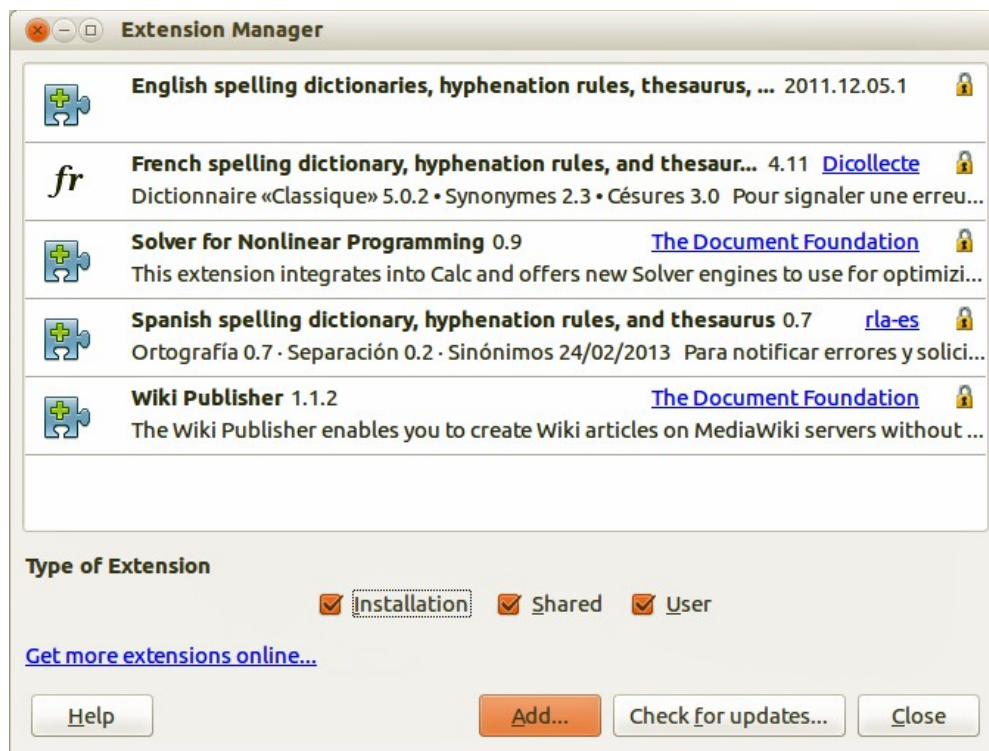 Extension Manager
English spelling dictionaries, hyphenation rules, thesaurus, ... 2011.12.05.1
fr
French spelling dictionary, hyphenation rules, and thesaur... 4.11 Dicollecte
Dictionnaire «Classique» 5.0.2 • Synonymes 2.3 • Césures 3.0 Pour signaler une erreu...
Solver for Nonlinear Programming 0.9 The Document Foundation
This extension integrates into Calc and offers new Solver engines to use for optimizi...
Spanish spelling dictionary, hyphenation rules, and thesaurus 0.7 rla-es
Ortografía 0.7 · Separación 0.2 · Sinónimos 24/02/2013 Para notificar errores y solici...
Wiki Publisher 1.1.2 The Document Foundation
The Wiki Publisher enables you to create Wiki articles on MediaWiki servers without ...
Type of Extension
Installation Shared User
Get more extensions online...
Help Add... Check for updates... Close